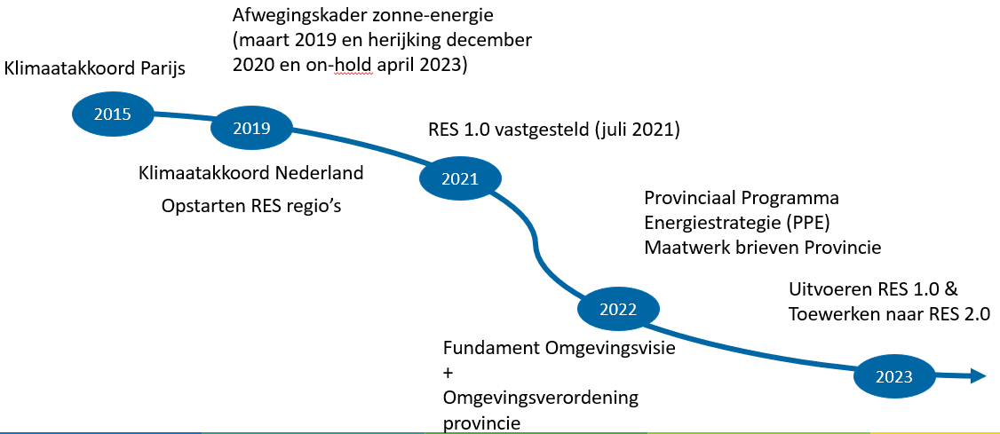 Afwegingskader zonne-energie
(maart 2019 en herijking december
2020 en on-hold april 2023)
Klimaatakkoord Parijs
2015
2019
RES 1.0 vastgesteld (juli 2021)
Klimaatakkoord Nederland
2021
Opstarten RES regio’s
Provinciaal Programma
Energiestrategie (PPE)
Maatwerk brieven Provincie
Uitvoeren RES 1.0 &
Toewerken naar RES 2.0
2022
Fundament Omgevingsvisie
+
Omgevingsverordening
provincie
2023